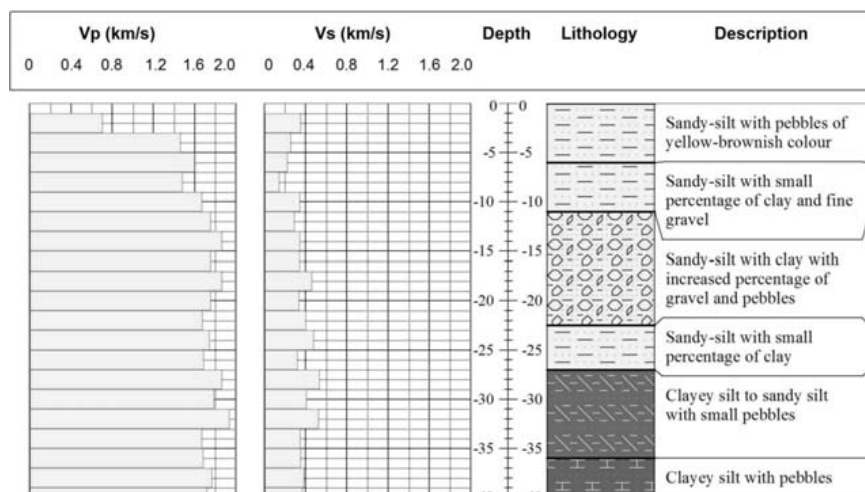 Vp (km/s) Vs (km/s) Depth Lithology Description
0 0.4 0.8 1.2 1.6 2.0 0 0.4 0.8 1.2 1.6 2.0
0 0
Sandy-silt with pebbles of
yellow-brownish colour
-5 -5
Sandy-silt with small
percentage of clay and fine
gravel
-10 -10
Sandy-silt with clay with
increased percentage of
gravel and pebbles
-15 -15
-20 -20
Sandy-silt with small
percentage of clay
-25 -25
Clayey silt to sandy silt
with small pebbles
-30 -30
-35 -35
Clayey silt with pebbles